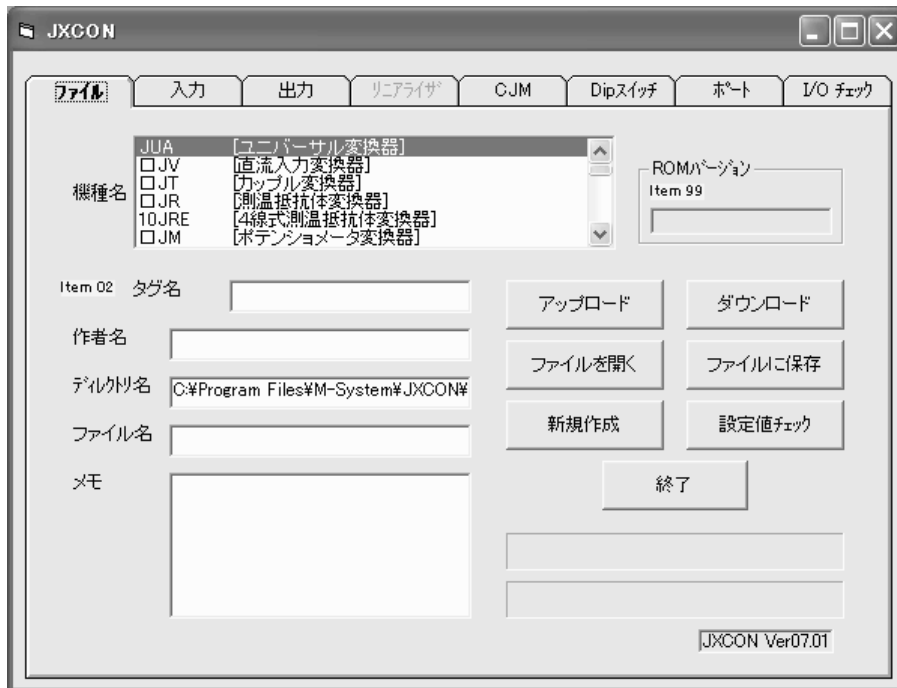 JXCON
ファイル 入力 出力 リニアライザ CJM Dipスイッチ ポート I/O チェック
機種名
JUA [ユニバーサル変換器]
□JV [直流入力変換器]
□JT [カップル変換器]
□JR [測温抵抗体変換器]
10JRE [4線式測温抵抗体変換器]
□JM [ポテンショメータ変換器]
ROMバージョン
Item 99
Item 02 タグ名
作者名
ディレクトリ名 C:¥Program Files¥M-System¥JXCON¥
ファイル名
メモ
アップロード ダウンロード
ファイルを開く ファイルに保存
新規作成 設定値チェック
終了
JXCON Ver07.01